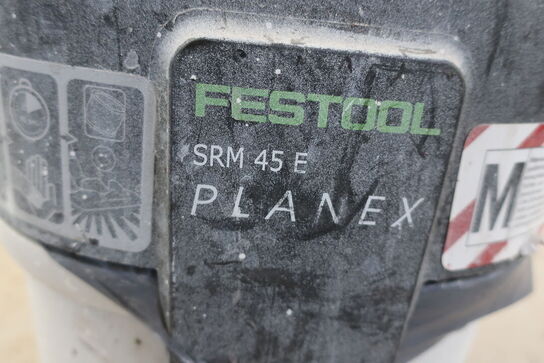 FESTOOL
SRM 45 E
PLANEX
M